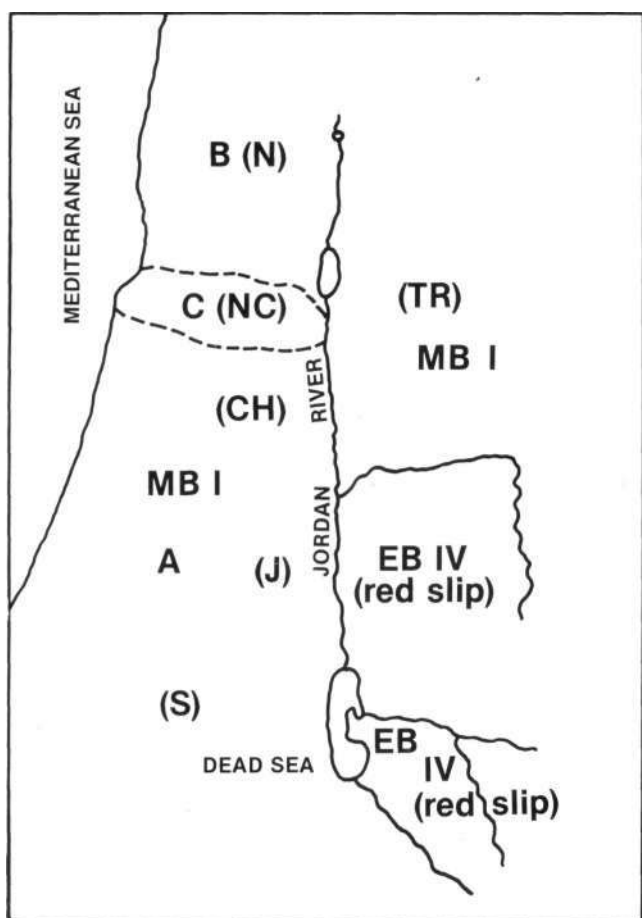 MEDITERRANEAN SEA
B (N)
C (NC)
(TR)
MB I
(CH)
RIVER
MB I
JORDAN
A
(J)
EB IV
(red slip)
(S)
DEAD SEA
EB
IV
(red slip)